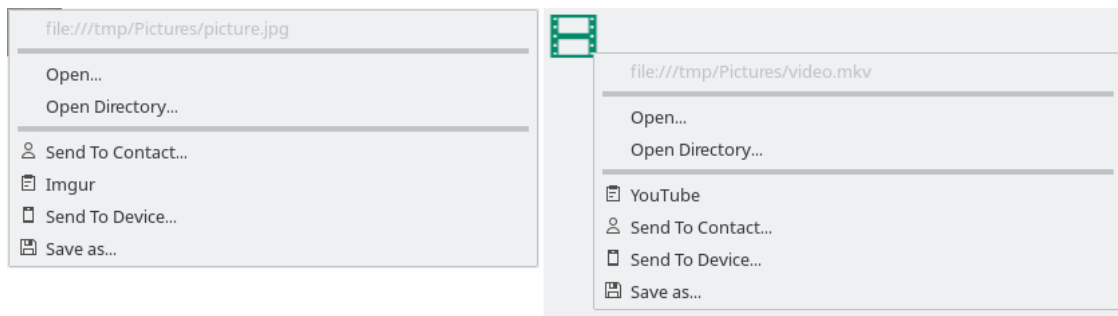 file:///tmp/Pictures/picture.jpg
Open...
Open Directory...
Send To Contact...
Imgur
Send To Device...
Save as...
file:///tmp/Pictures/video.mkv
Open...
Open Directory...
YouTube
Send To Contact...
Send To Device...
Save as...